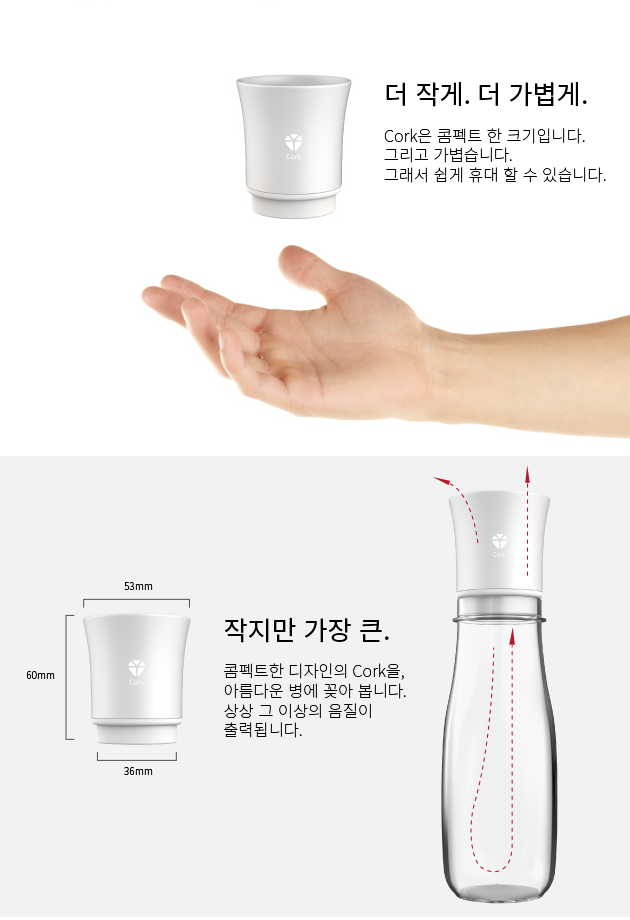 더 작게. 더 가볍게.
Cork은 콤펙트 한 크기입니다.
그리고 가볍습니다.
그래서 쉽게 휴대 할 수 있습니다.
Cork
Cork
53mm
60mm
Cork
36mm
작지만 가장 큰.
콤펙트한 디자인의 Cork을,
아름다운 병에 꽂아 봅니다.
상상 그 이상의 음질이
출력됩니다.